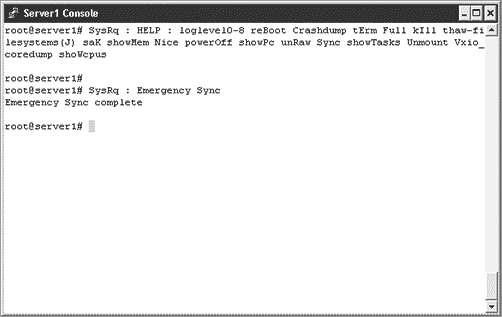 Server1 Console
root@server1# SysRq : HELP : loglevel0-8 reBoot Crashdump tErm Full kIll thaw-fi
lesystems(J) saK showMem Nice powerOff showPc unRaw Sync showTasks Unmount Vxio_
coredump shoWcpus
root@server1#
root@server1# SysRq : Emergency Sync
Emergency Sync complete
root@server1#